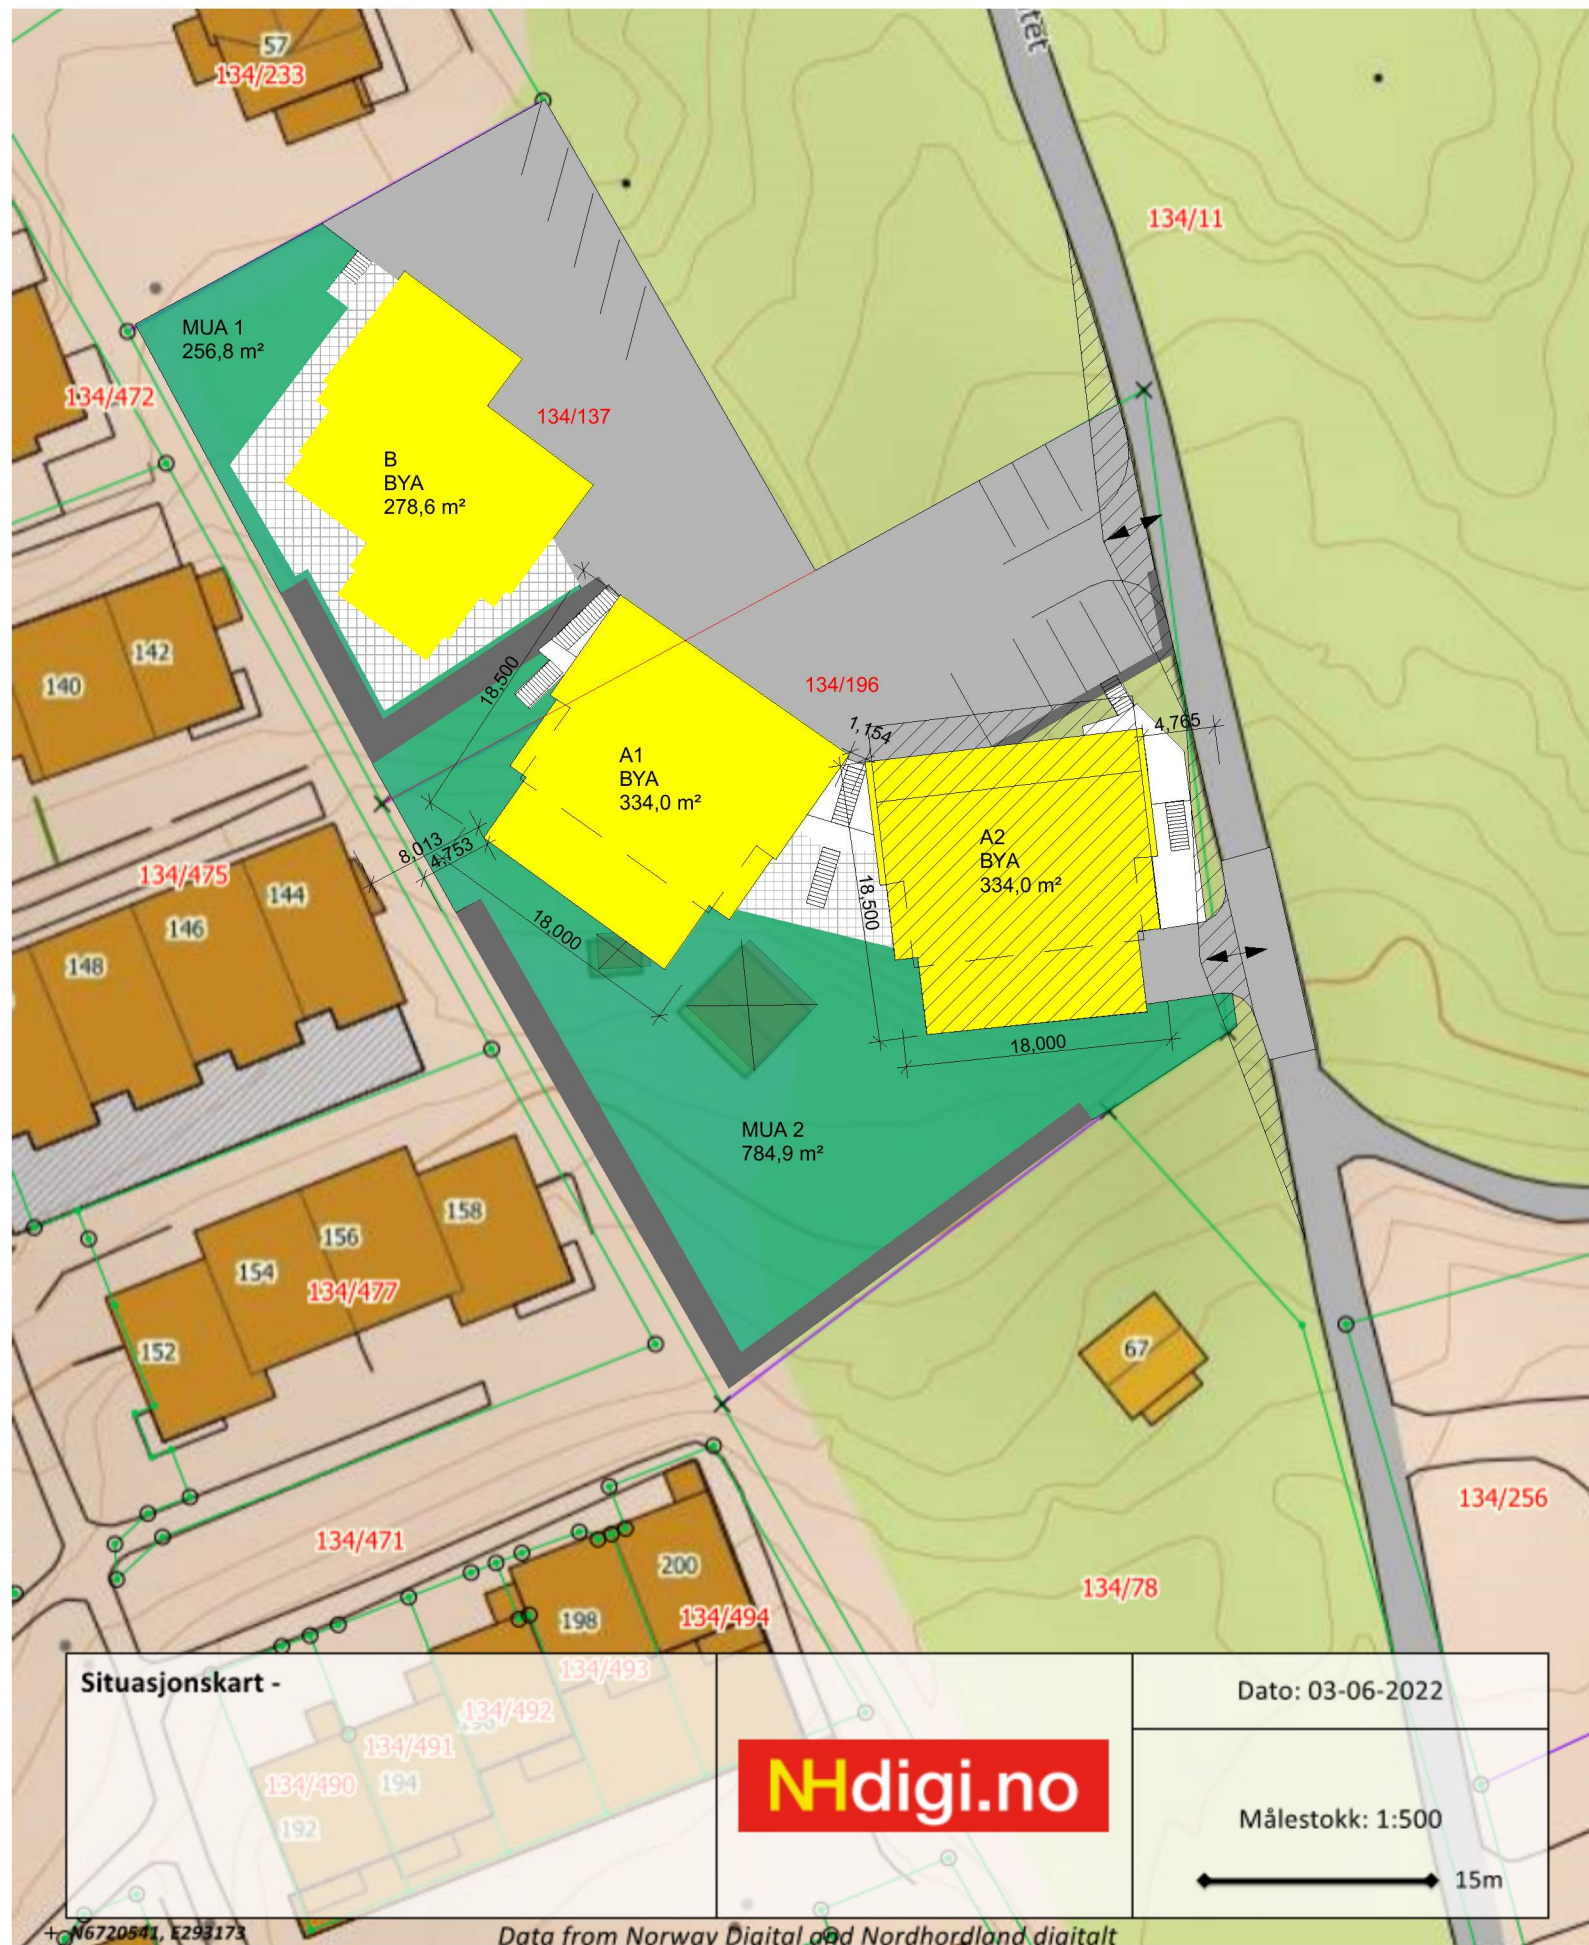 57
134/233
134/11
MUA 1
256,8 m²
134/472
134/137
B
BYA
278,6 m²
142
140
18,500
134/196
1,154
4,765
A1
BYA
334,0 m²
A2
BYA
334,0 m²
8,013
4,753
134/475
144
146
148
18,000
18,500
18,000
MUA 2
784,9 m²
158
156
154
134/477
152
67
134/256
134/471
200
198
134/494
134/78
134/493
134/492
134/491
134/490
194
192
Situasjonskart -
NHdigi.no
Dato: 03-06-2022
Målestokk: 1:500
15m
N6720541, E293173
Data from Norway Digital and Nordhordland digitalt